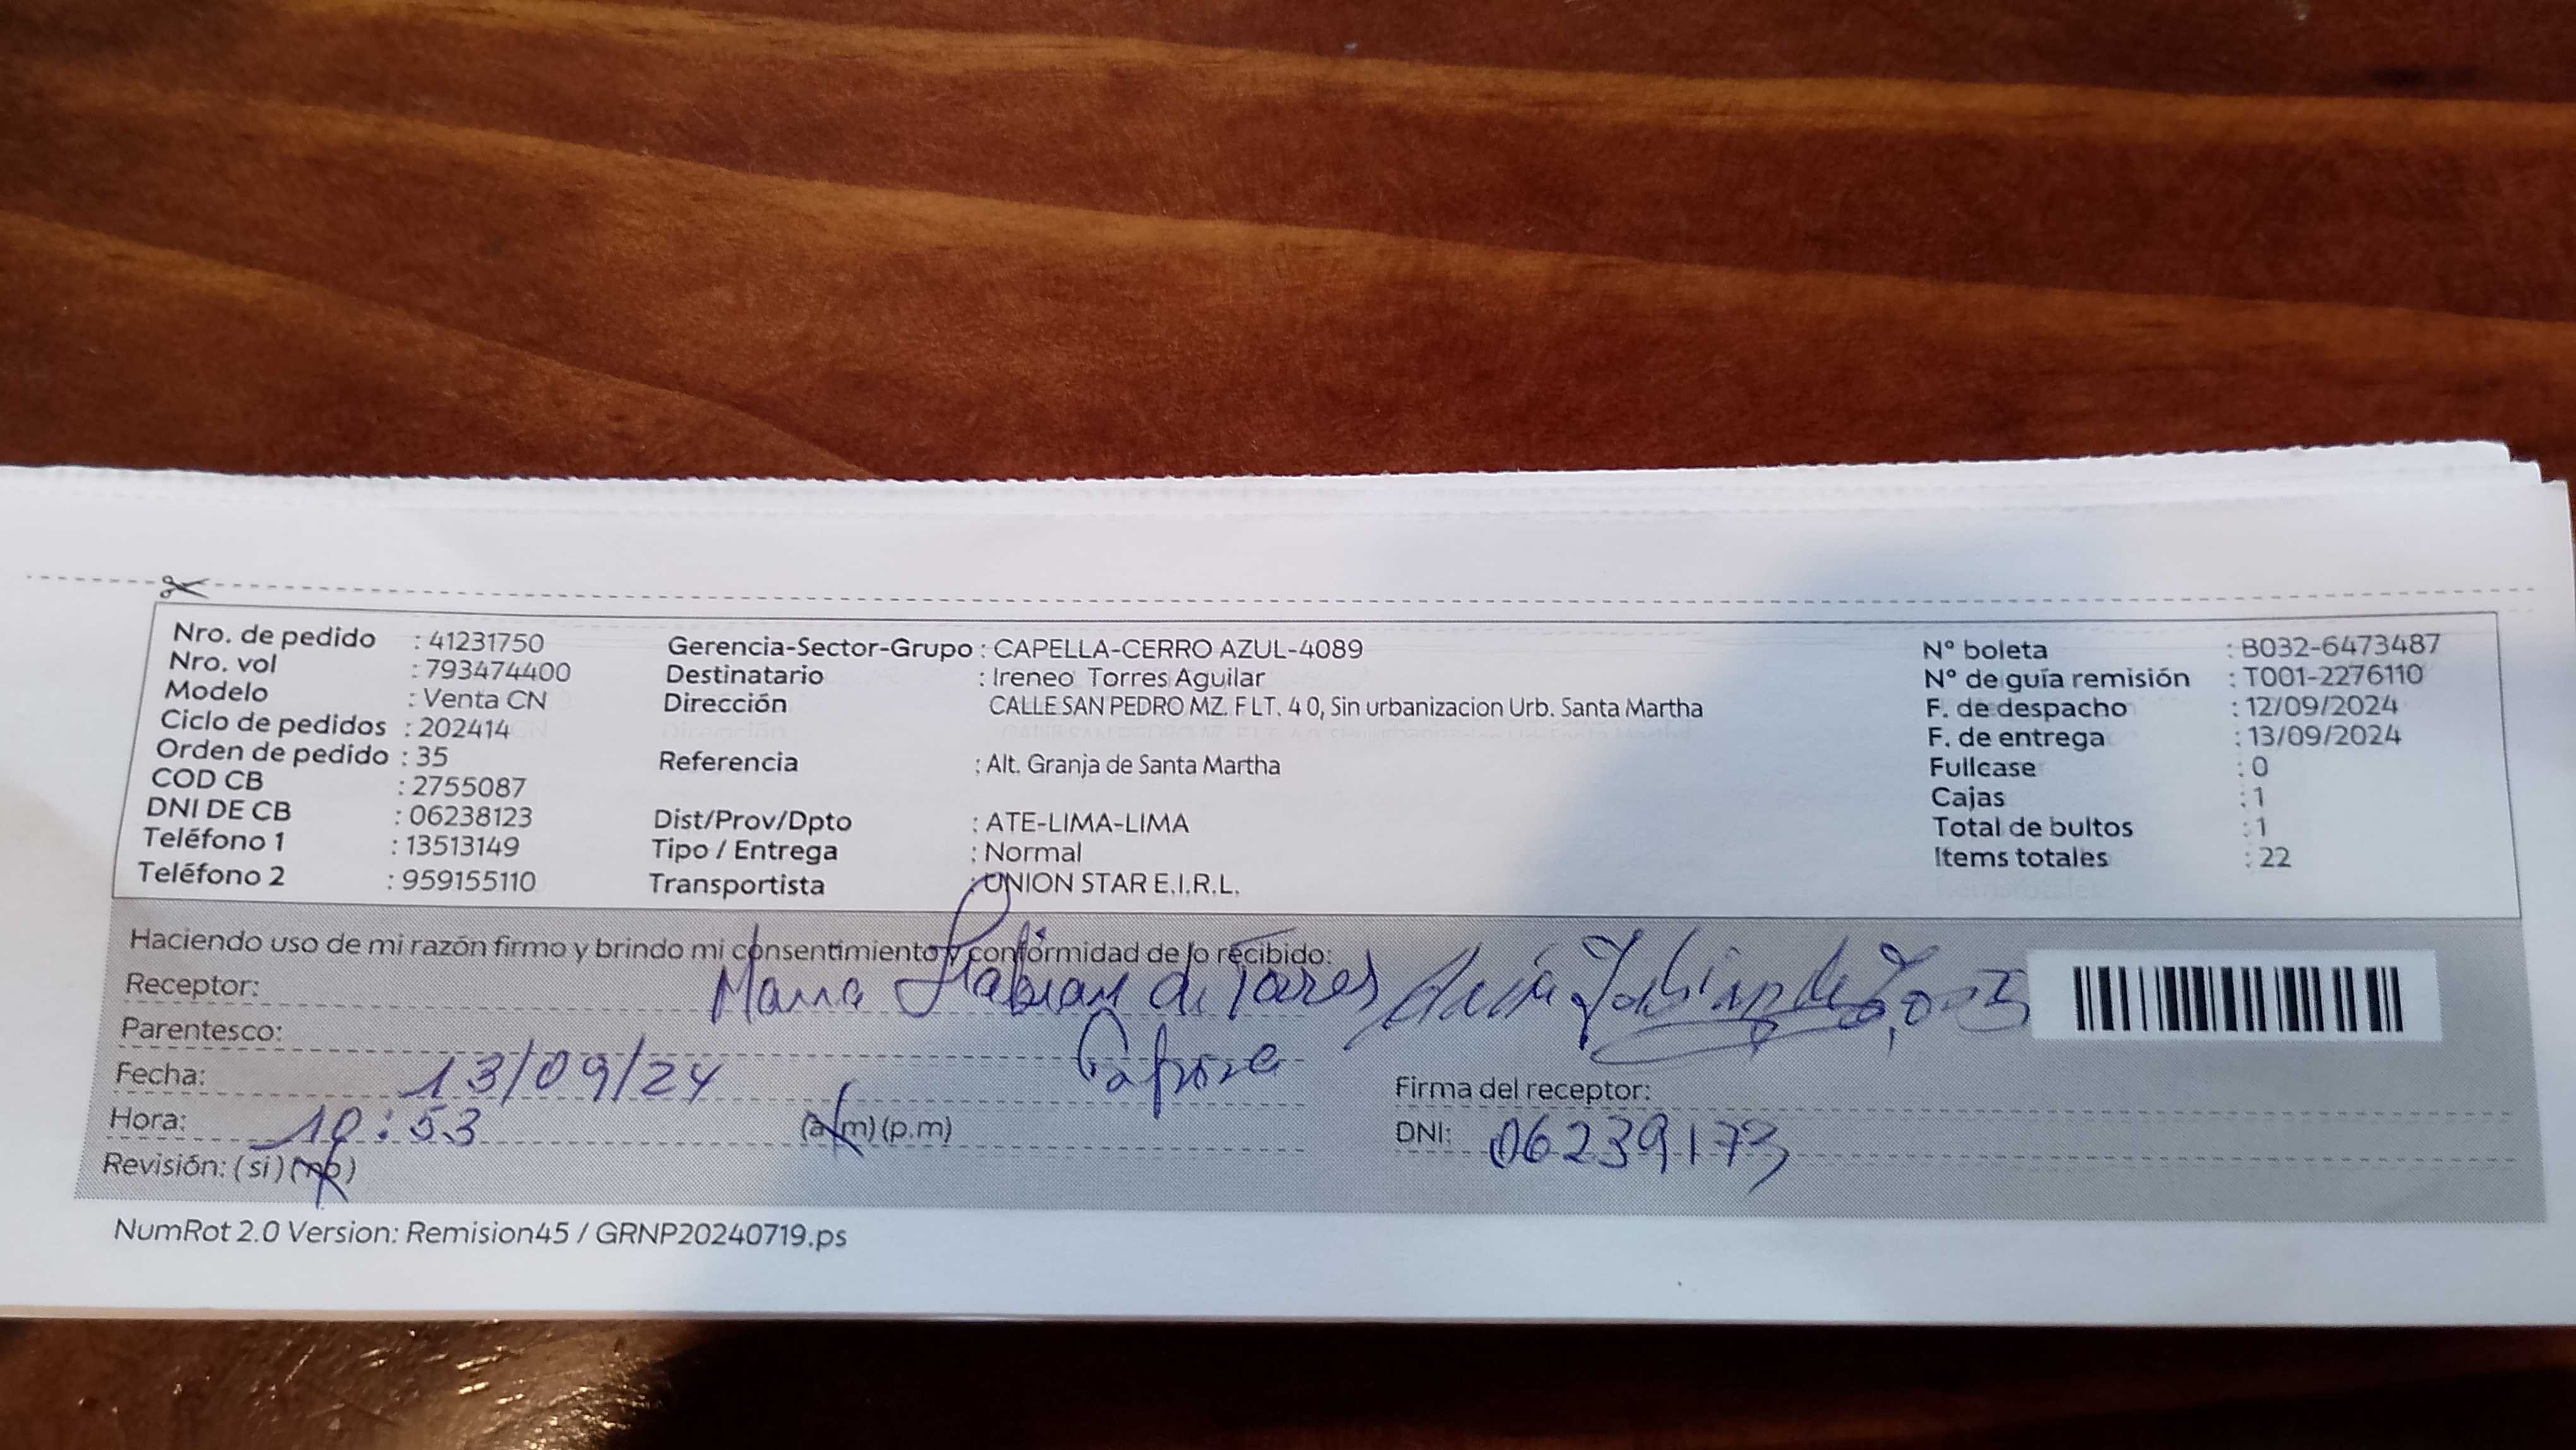 Nro. de pedido : 41231750
Nro. vol : 793474400
Modelo : Venta CN
Ciclo de pedidos : 202414
Orden de pedido : 35
COD CB : 2755087
DNI DE CB : 06238123
Teléfono 1 : 13513149
Teléfono 2 : 959155110
Gerencia-Sector-Grupo : CAPELLA-CERRO AZUL-4089
Destinatario : Ireneo Torres Aguilar
Dirección CALLE SAN PEDRO MZ. F LT. 4 0, Sin urbanizacion Urb. Santa Martha
Referencia : Alt. Granja de Santa Martha
Dist/Prov/Dpto : ATE-LIMA-LIMA
Tipo / Entrega : Normal
Transportista : UNION STAR E.I.R.L.
N° boleta : B032-6473487
N° de guía remisión : T001-2276110
F. de despacho : 12/09/2024
F. de entrega : 13/09/2024
Fullcase : 0
Cajas : 1
Total de bultos : 1
Items totales : 22
Haciendo uso de mi razón firmo y brindo mi consentimiento y conformidad de lo recibido:
Receptor: Maria Fabian de Torres
Parentesco: Esposa
Fecha: 13/09/24
Hora: 10:53 (a.m) (p.m)
Revisión: (si) (no)
Firma del receptor:
DNI: 06239173
NumRot 2.0 Version: Remision45 / GRNP20240719.ps